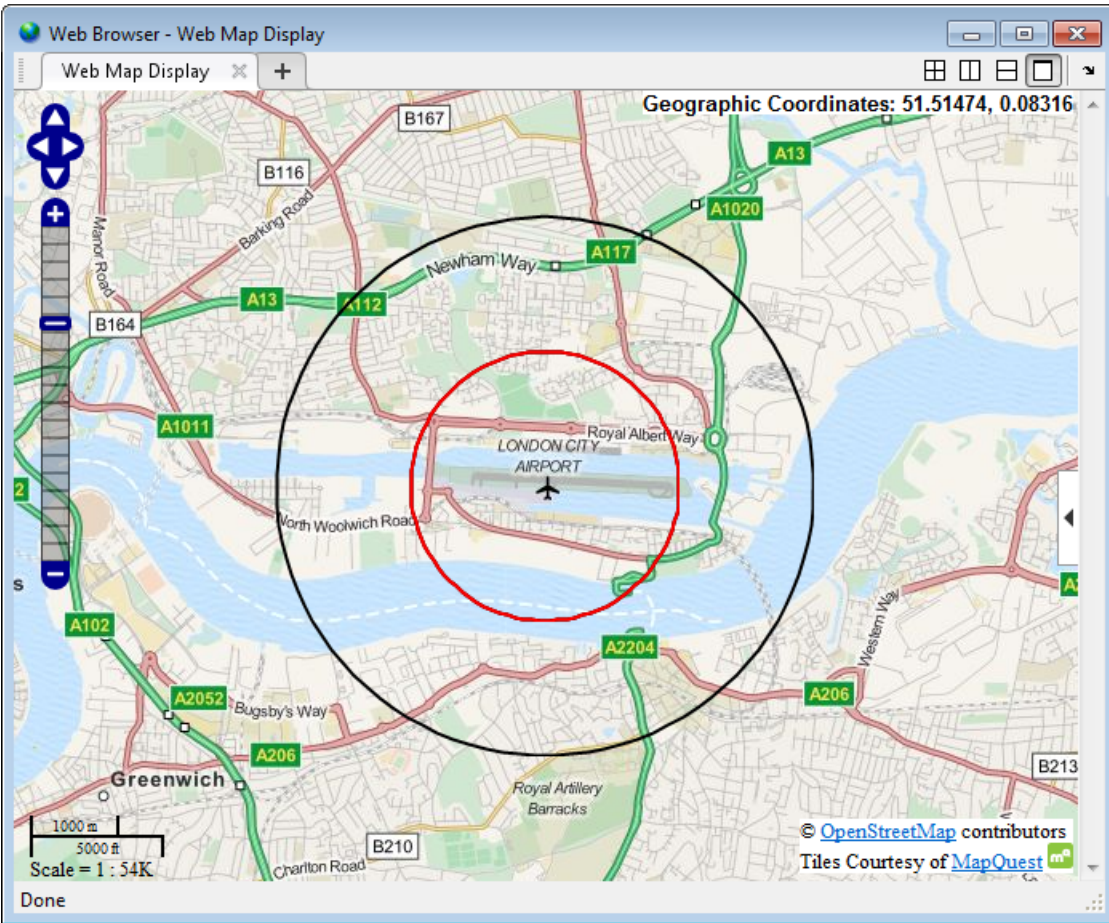 Web Browser - Web Map Display
Web Map Display
Geographic Coordinates: 51.51474, 0.08316
B167
A13
B116
A1020
Manor Road
Barking Road
A117
Newham Way
A13
A112
B164
A1011
Royal Albert Way
LONDON CITY
AIRPORT
2
North Woolwich Road
s
A102
Western Way
A2204
A2052
A206
Bugsby's Way
A206
B213
Greenwich
Royal Artillery
Barracks
1000 m
5000 ft
Scale = 1 : 54K
B210
Charlton Road
© OpenStreetMap contributors
Tiles Courtesy of MapQuest
Done